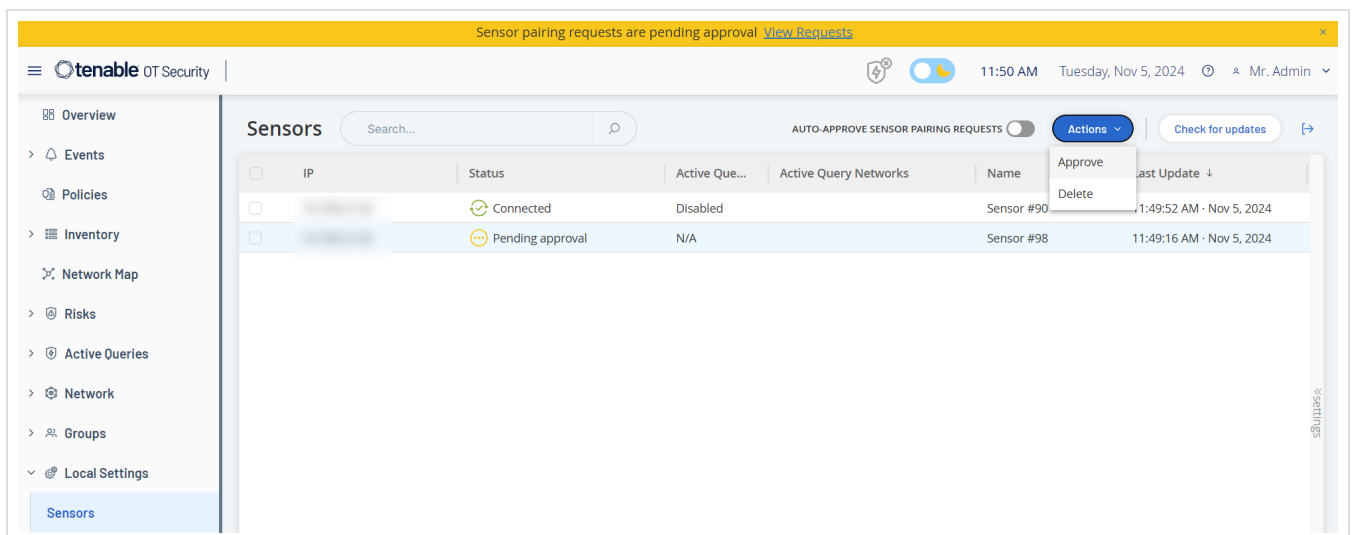 Sensor pairing requests are pending approval View Requests ×
tenable OT Security
11:50 AM Tuesday, Nov 5, 2024 Mr. Admin
Overview
Events
Policies
Inventory
Network Map
Risks
Active Queries
Network
Groups
Local Settings
Sensors
Sensors Search... AUTO-APPROVE SENSOR PAIRING REQUESTS Actions Check for updates
Approve
Delete
IP Status Active Que... Active Query Networks Name Last Update ↓
Connected Disabled Sensor #90 11:49:52 AM · Nov 5, 2024
Pending approval N/A Sensor #98 11:49:16 AM · Nov 5, 2024
settings